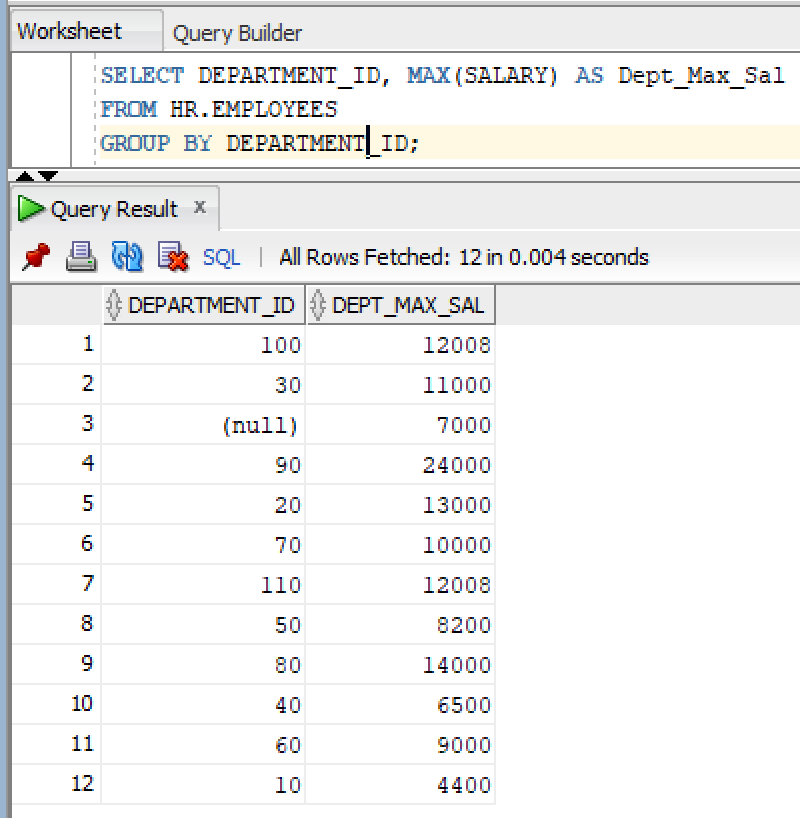 Worksheet Query Builder
SELECT DEPARTMENT_ID, MAX(SALARY) AS Dept_Max_Sal
FROM HR.EMPLOYEES
GROUP BY DEPARTMENT_ID;
Query Result x
SQL | All Rows Fetched: 12 in 0.004 seconds
DEPARTMENT_ID DEPT_MAX_SAL
1 100 12008
2 30 11000
3 (null) 7000
4 90 24000
5 20 13000
6 70 10000
7 110 12008
8 50 8200
9 80 14000
10 40 6500
11 60 9000
12 10 4400